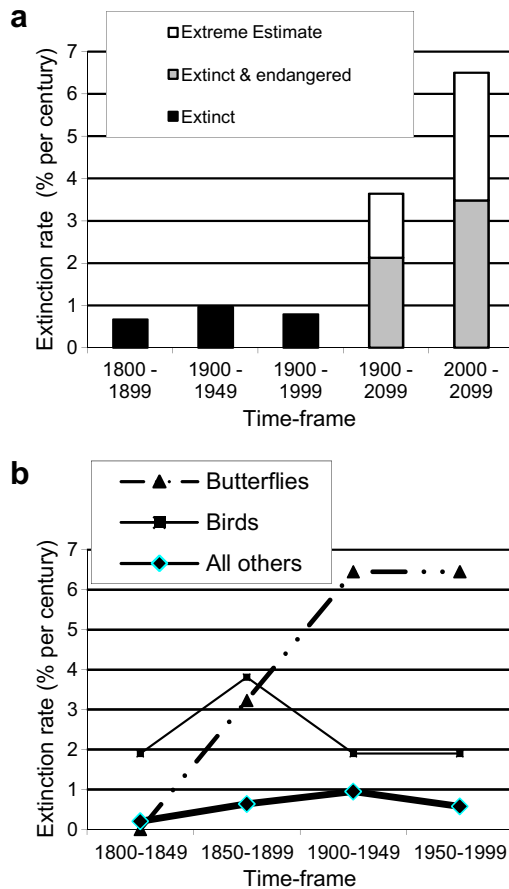 a
Extreme Estimate
Extinct & endangered
Extinct
Extinction rate (% per century)
7
6
5
4
3
2
1
0
1800 - 1900 - 1900 - 1900 - 2000 -
1899 1949 1999 2099 2099
Time-frame
b
Butterflies
Birds
All others
Extinction rate (% per century)
7
6
5
4
3
2
1
0
1800-1849 1850-1899 1900-1949 1950-1999
Time-frame